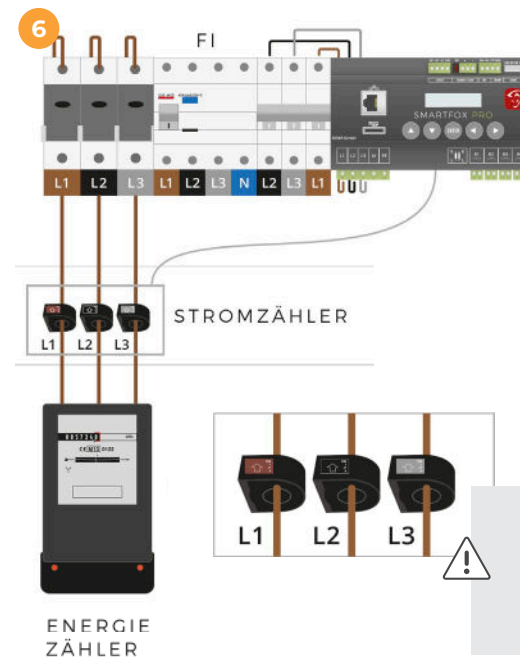 6
FI
SMARTFOX PRO
INFO
L1 L2 L3 L1 L2 L3 N L2 L3 L1
STROMZÄHLER
L1 L2 L3
L1 L2 L3
ENERGIE
ZÄHLER